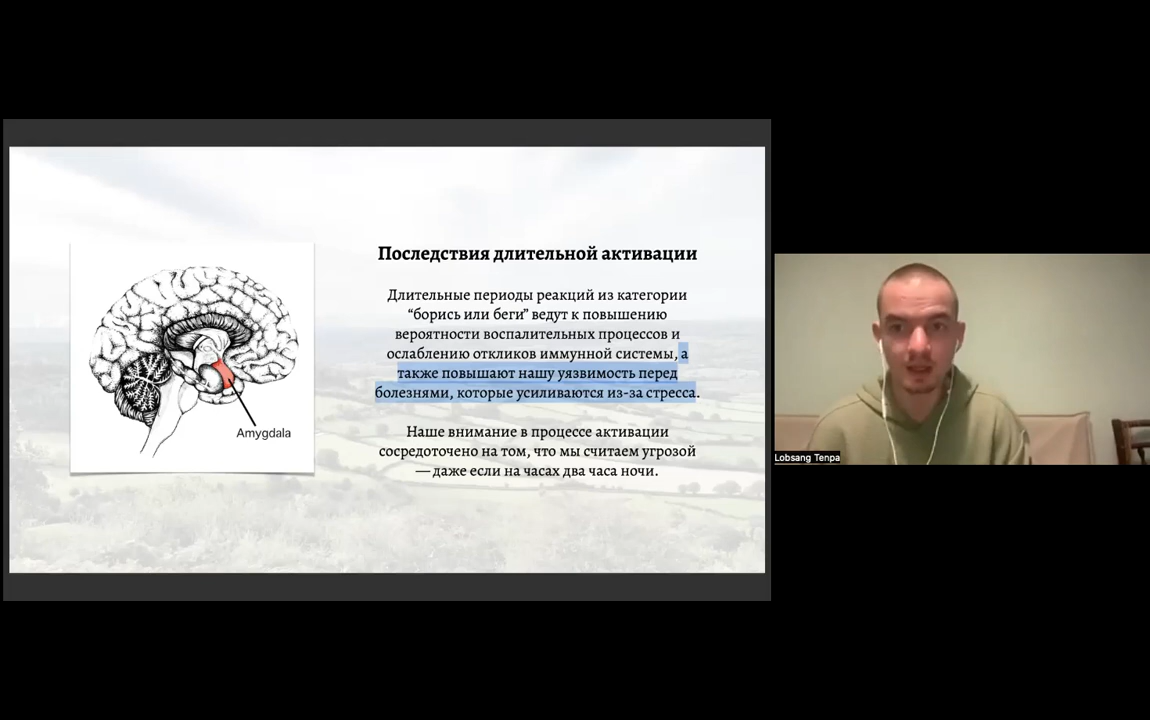 Последствия длительной активации
Длительные периоды реакций из категории
“борись или беги” ведут к повышению
вероятности воспалительных процессов и
ослаблению откликов иммунной системы, а
также повышают нашу уязвимость перед
болезнями, которые усиливаются из-за стресса.
Наше внимание в процессе активации
сосредоточено на том, что мы считаем угрозой
— даже если на часах два часа ночи.
Amygdala
Lobsang Tenpa